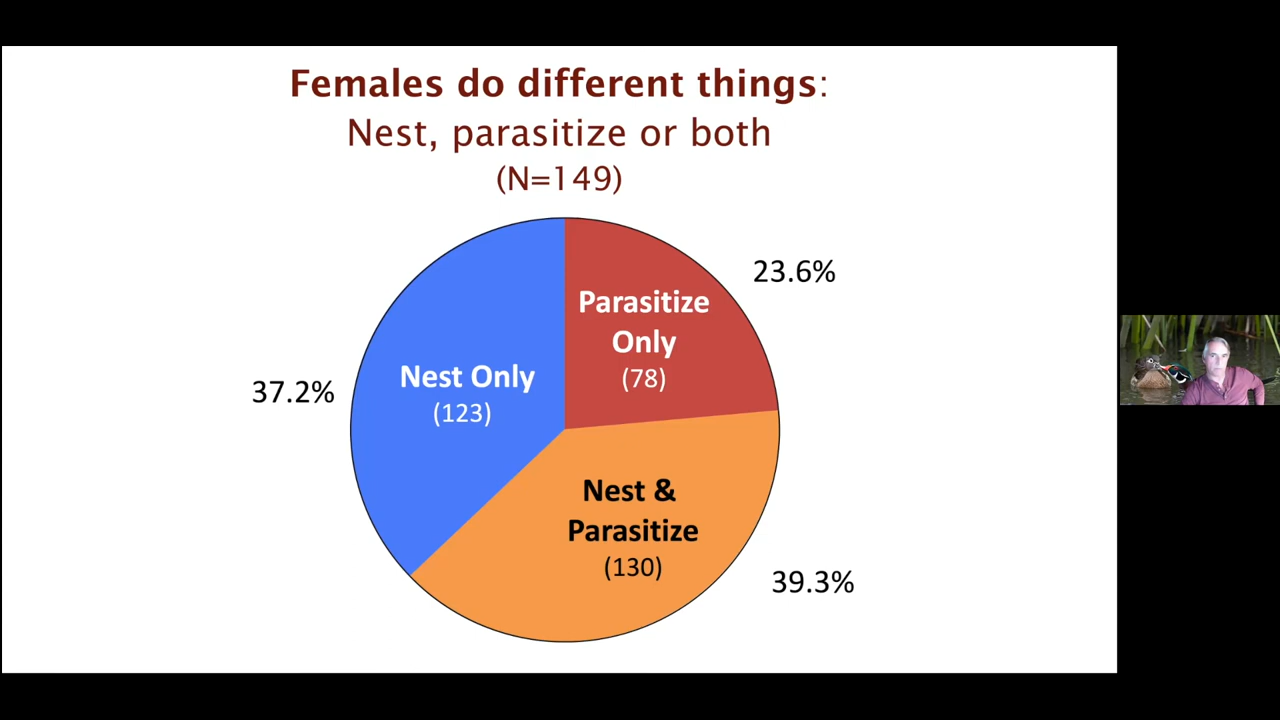 Females do different things:
Nest, parasitize or both
(N=149)
23.6%
Parasitize
Only
(78)
Nest Only
(123)
37.2%
Nest &
Parasitize
(130)
39.3%